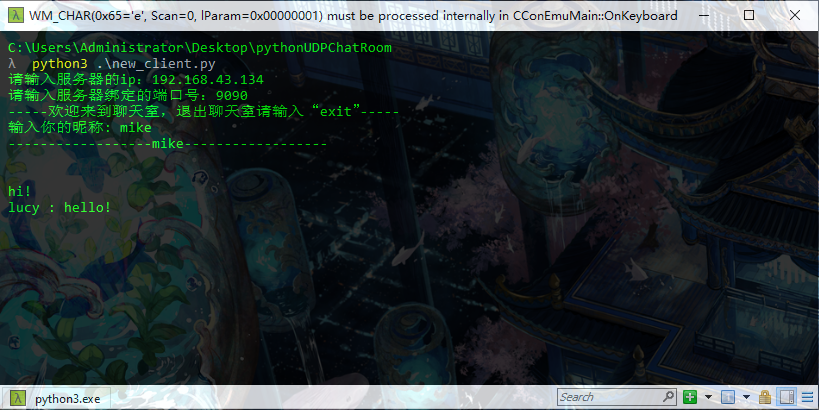 WM_CHAR(0x65='e', Scan=0, lParam=0x00000001) must be processed internally in CConEmuMain::OnKeyboard
C:\Users\Administrator\Desktop\pythonUDPChatRoom
λ python3 .\new_client.py
请输入服务器的ip：192.168.43.134
请输入服务器绑定的端口号：9090
-----欢迎来到聊天室，退出聊天室请输入“exit”-----
输入你的昵称: mike
------------------mike------------------
hi!
lucy : hello!
λ python3.exe
Search